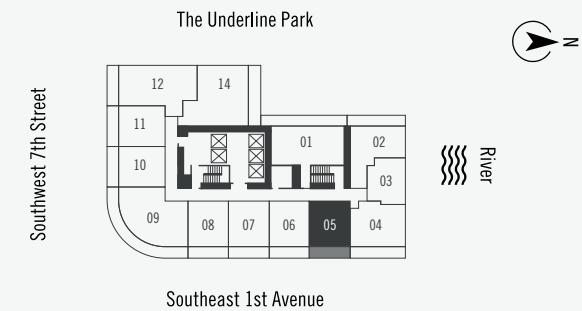 The Underline Park
N
12
14
11
01
02
Southwest 7th Street
10
03
River
09
08
07
06
05
04
Southeast 1st Avenue